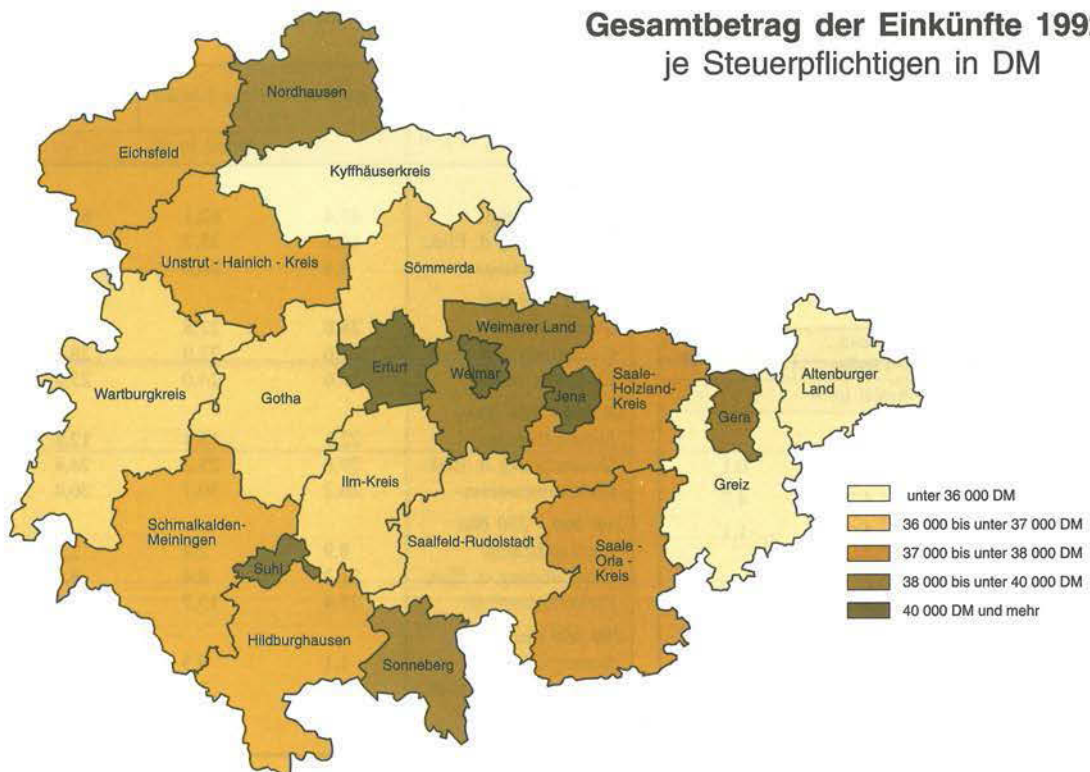 Gesamtbetrag der Einkünfte 199
je Steuerpflichtigen in DM
Nordhausen
Eichsfeld
Kyffhäuserkreis
Unstrut - Hainich - Kreis
Sömmerda
Weimarer Land
Erfurt
Weimar
Saale-
Holzland-
Kreis
Jena
Altenburger
Land
Wartburgkreis
Gotha
Gera
Greiz
Ilm-Kreis
Schmalkalden-
Meiningen
Saalfeld-Rudolstadt
Saale -
Orla -
Kreis
Suhl
Hildburghausen
Sonneberg
unter 36 000 DM
36 000 bis unter 37 000 DM
37 000 bis unter 38 000 DM
38 000 bis unter 40 000 DM
40 000 DM und mehr